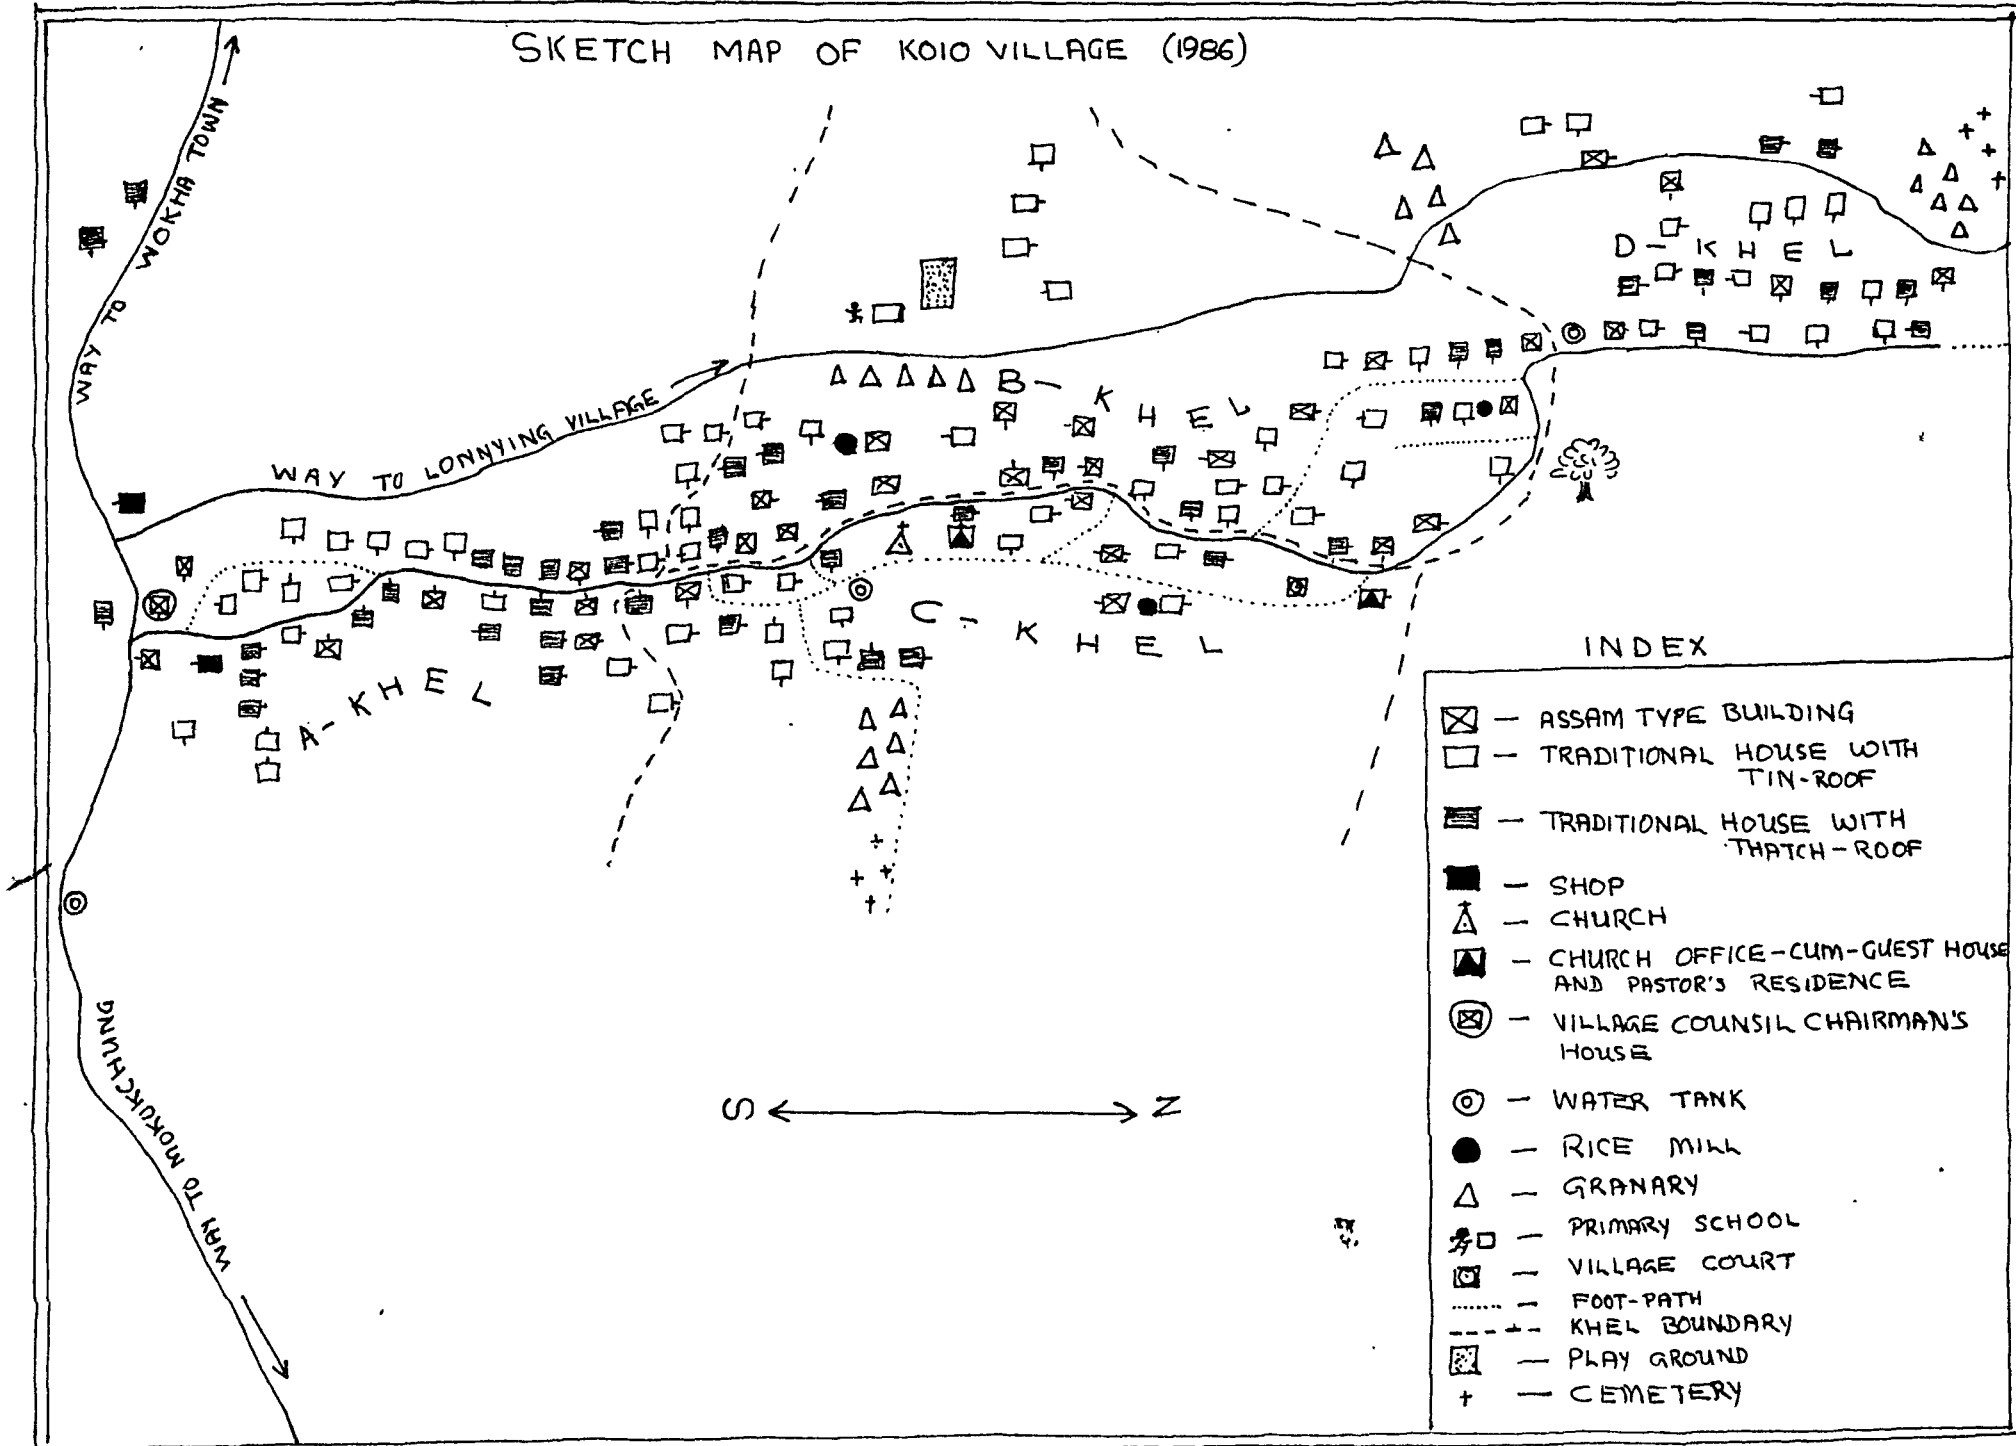 SKETCH MAP OF KOIO VILLAGE (1986)
WAY TO WOKHA TOWN
WAY TO LONNYING VILLAGE
D-KHEL
B-KHEL
C-KHEL
A-KHEL
WAY TO MOKUKCHUNG
S
N
INDEX
ASSAM TYPE BUILDING
TRADITIONAL HOUSE WITH
TIN-ROOF
TRADITIONAL HOUSE WITH
THATCH-ROOF
SHOP
CHURCH
CHURCH OFFICE-CUM-GUEST HOUSE
AND PASTOR'S RESIDENCE
VILLAGE COUNSIL CHAIRMAN'S
HOUSE
WATER TANK
RICE MILL
GRANARY
PRIMARY SCHOOL
VILLAGE COURT
FOOT-PATH
KHEL BOUNDARY
PLAY GROUND
CEMETERY